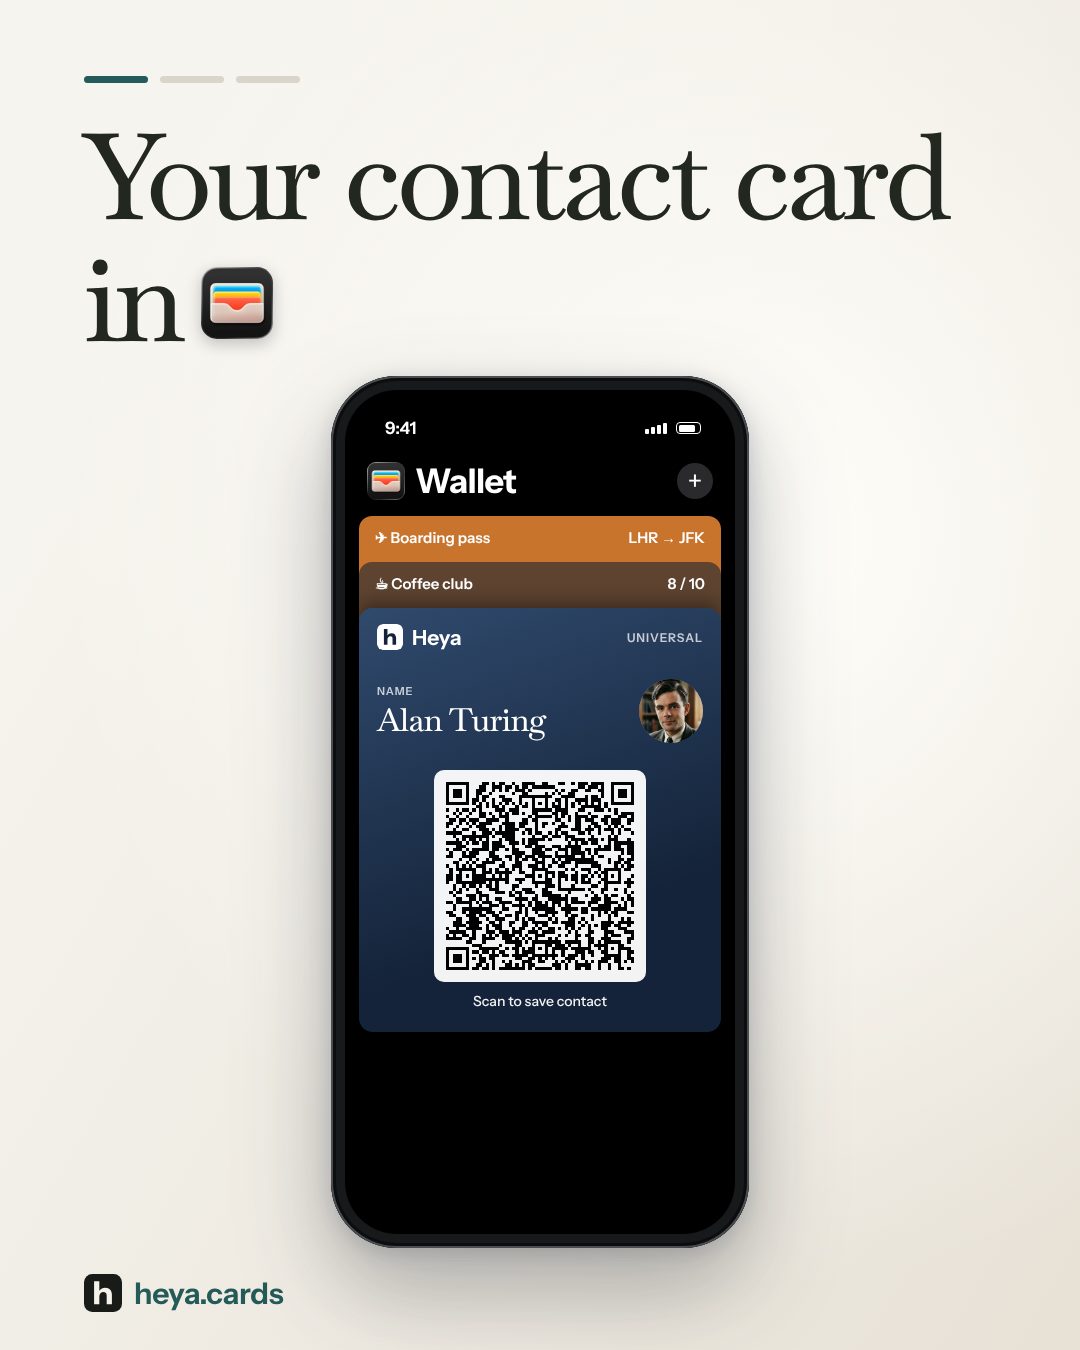 Your contact card
in
9:41
Wallet
+
✈ Boarding pass LHR → JFK
☕ Coffee club 8 / 10
h Heya UNIVERSAL
NAME
Alan Turing
Scan to save contact
h heya.cards